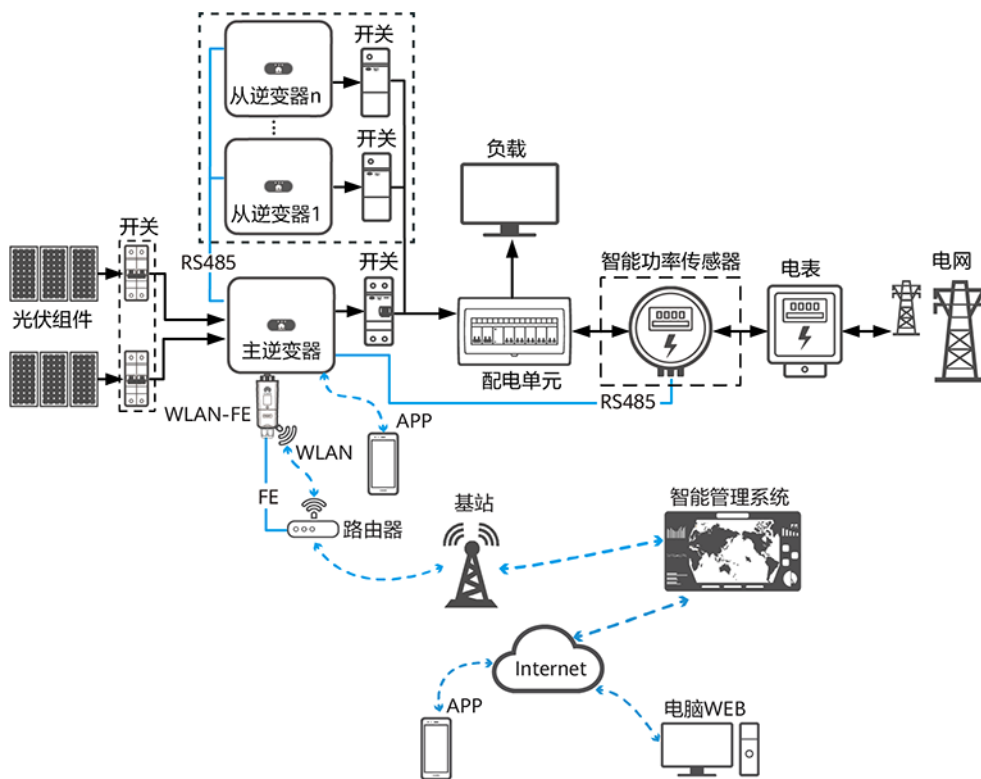 开关
从逆变器n
开关
从逆变器1
负载
开关
RS485
开关
智能功率传感器
电表
电网
光伏组件
主逆变器
配电单元
RS485
WLAN-FE
APP
WLAN
FE
路由器
基站
智能管理系统
Internet
APP
电脑WEB